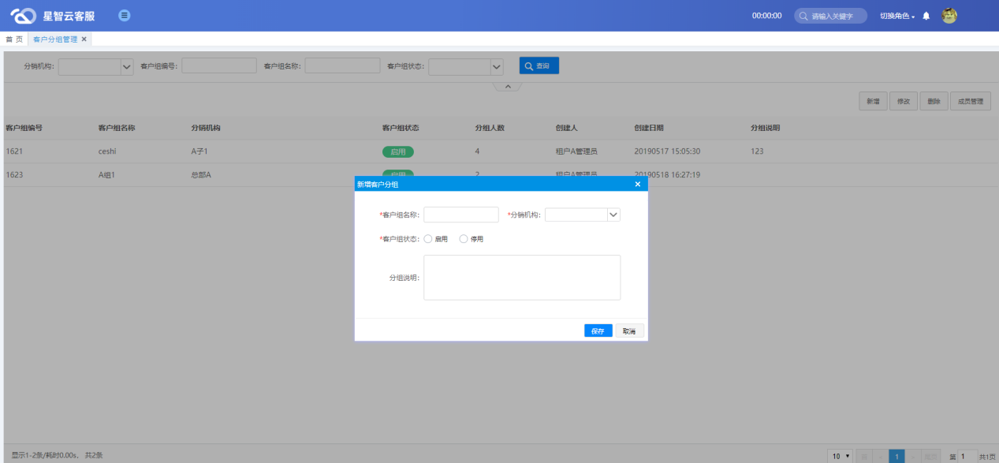 星智云客服
00:00:00
请输入关键字
切换角色
首 页
客户分组管理 ×
分销机构:
客户组编号:
客户组名称:
客户组状态:
查询
新增
修改
删除
成员管理
客户组编号 客户组名称 分销机构 客户组状态 分组人数 创建人 创建日期 分组说明
1621 ceshi A子1 启用 4 租户A管理员 20190517 15:05:30 123
1623 A组1 总部A 启用 2 租户A管理员 20190518 16:27:19
新增客户分组 ×
*客户组名称:
*分销机构:
*客户组状态: 启用 停用
分组说明:
保存 取消
显示1-2条/耗时0.00s, 共2条
10
1
第 1 共1页